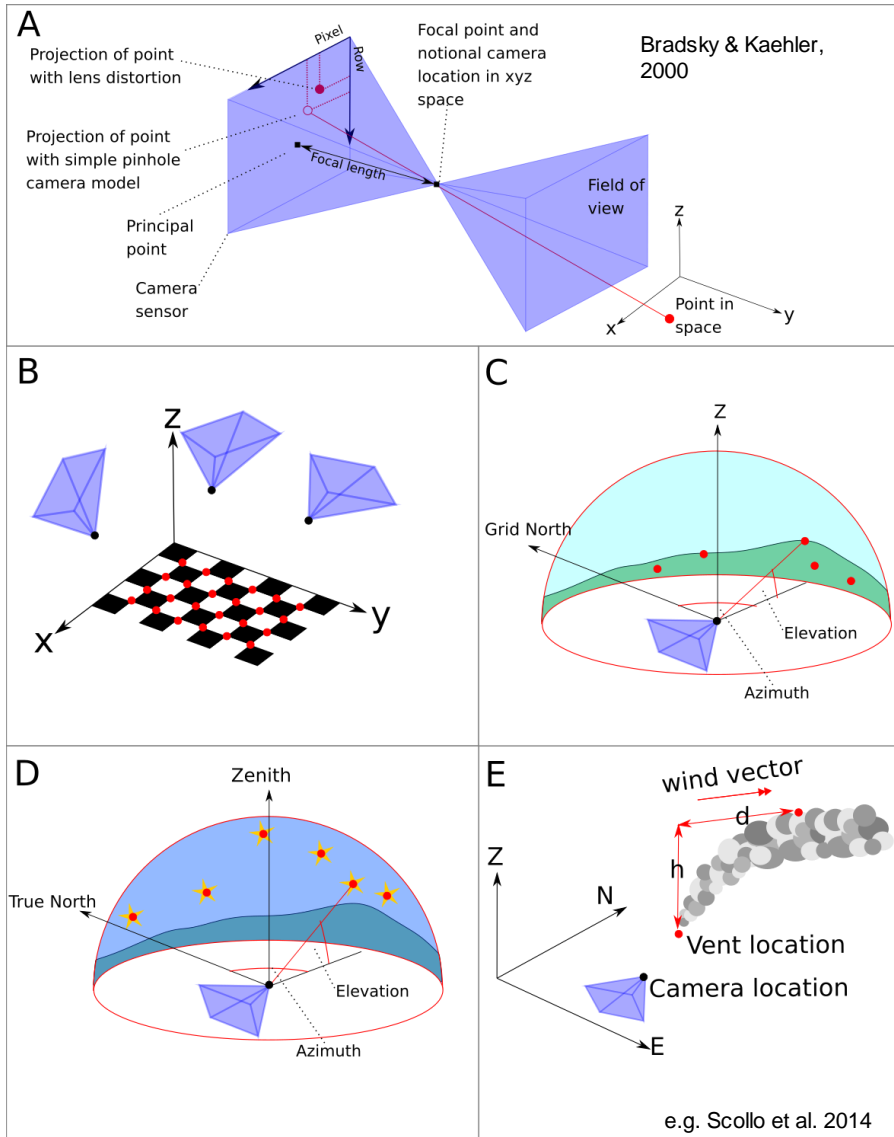 A
Projection of point
with lens distortion
Projection of point
with simple pinhole
camera model
Principal
point
Camera
sensor
Pixel
Row
Focal length
Focal point and
notional camera
location in xyz
space
Bradsky & Kaehler,
2000
Field of
view
z
y
x
Point in
space
B
z
x
y
C
z
Grid North
Elevation
Azimuth
D
Zenith
True North
Elevation
Azimuth
E
wind vector
d
h
Z
N
E
Vent location
Camera location
e.g. Scollo et al. 2014